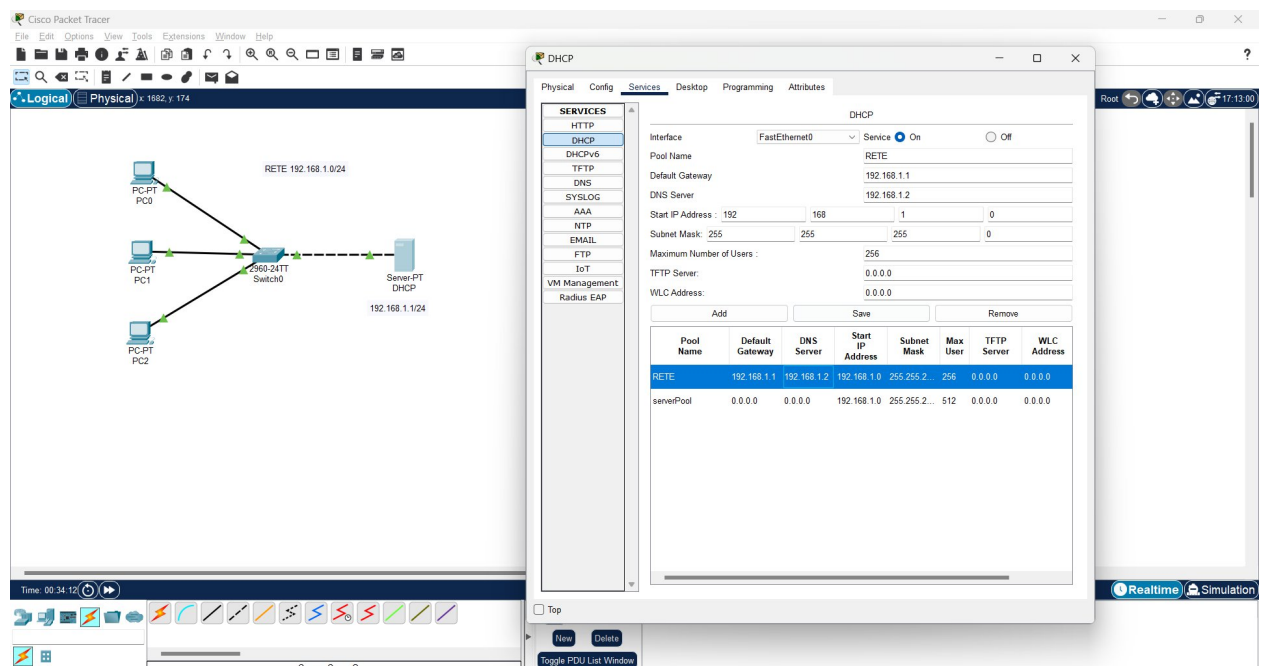 Cisco Packet Tracer
File Edit Options View Tools Extensions Window Help
?
Logical Physical x: 1682, y: 174
Root 17:13:00
RETE 192.168.1.0/24
PC-PT
PC0
PC-PT
PC1
2960-24TT
Switch0
Server-PT
DHCP
192.168.1.1/24
PC-PT
PC2
DHCP
Physical Config Services Desktop Programming Attributes
SERVICES
HTTP
DHCP
DHCPv6
TFTP
DNS
SYSLOG
AAA
NTP
EMAIL
FTP
IoT
VM Management
Radius EAP
DHCP
Interface FastEthernet0 Service On Off
Pool Name RETE
Default Gateway 192.168.1.1
DNS Server 192.168.1.2
Start IP Address : 192 168 1 0
Subnet Mask: 255 255 255 0
Maximum Number of Users : 256
TFTP Server: 0.0.0.0
WLC Address: 0.0.0.0
Add Save Remove
Pool Name Default Gateway DNS Server Start IP Address Subnet Mask Max User TFTP Server WLC Address
RETE 192.168.1.1 192.168.1.2 192.168.1.0 255.255.2... 256 0.0.0.0 0.0.0.0
serverPool 0.0.0.0 0.0.0.0 192.168.1.0 255.255.2... 512 0.0.0.0 0.0.0.0
Top
Time: 00:34:12
Realtime Simulation
New Delete
Toggle PDU List Window